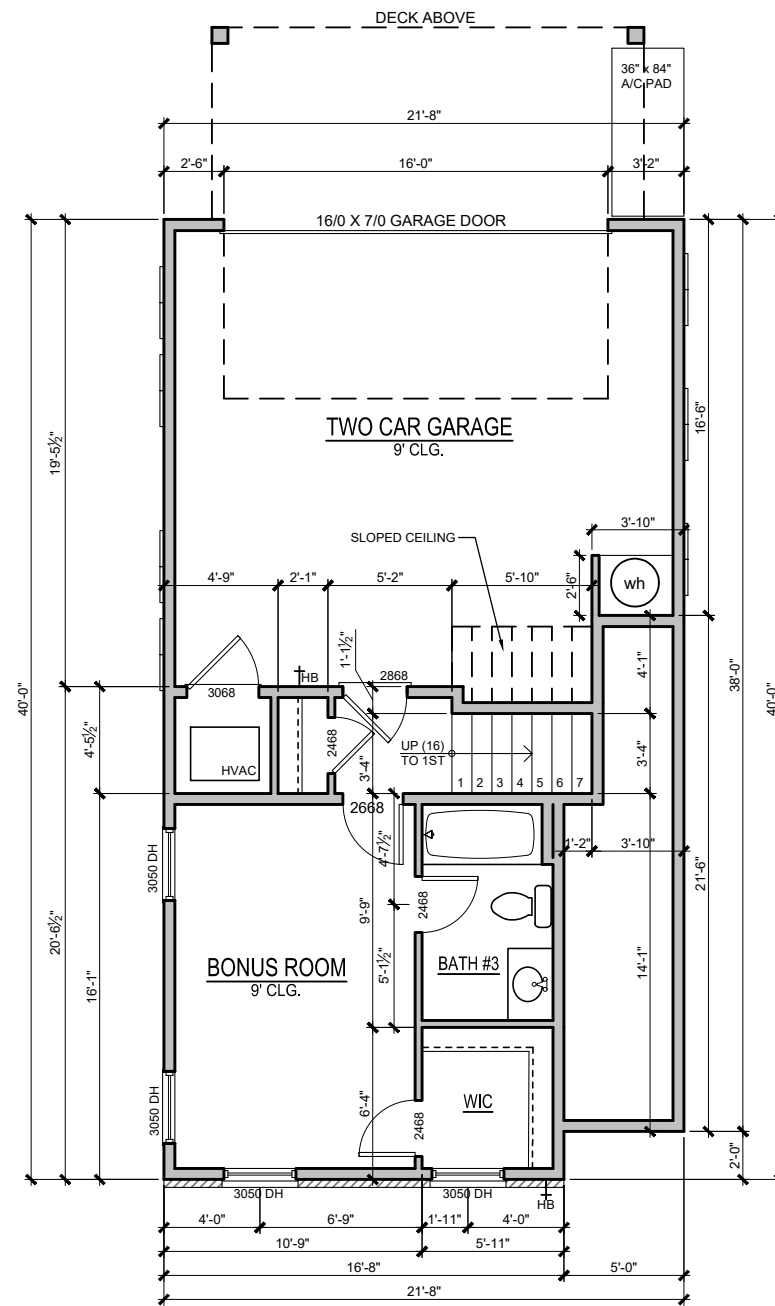 DECK ABOVE
36" x 84"
A/C PAD
21'-8"
2'-6"
16'-0"
3'-2"
16/0 X 7/0 GARAGE DOOR
TWO CAR GARAGE
9' CLG.
19'-5½"
16'-6"
SLOPED CEILING
3'-10"
4'-9"
2'-1"
5'-2"
5'-10"
2'-6"
wh
1'-1½"
4'-1"
40'-0"
38'-0"
40'-0"
HB
2868
3068
4'-5½"
2468
UP (16)
TO 1ST
3'-4"
3'-4"
HVAC
1 2 3 4 5 6 7
2668
4'-7½"
1'-2"
3'-10"
3050 DH
2468
21'-6"
9'-9"
20'-6½"
16'-1"
BONUS ROOM
9' CLG.
5'-1½"
BATH #3
14'-1"
3050 DH
6'-4"
WIC
2468
2'-0"
3050 DH
3050 DH
HB
4'-0"
6'-9"
1'-11"
4'-0"
10'-9"
5'-11"
16'-8"
5'-0"
21'-8"